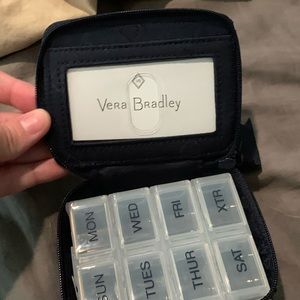 Vera Bradley
MON WED FRI XTR
SUN TUES THUR SAT